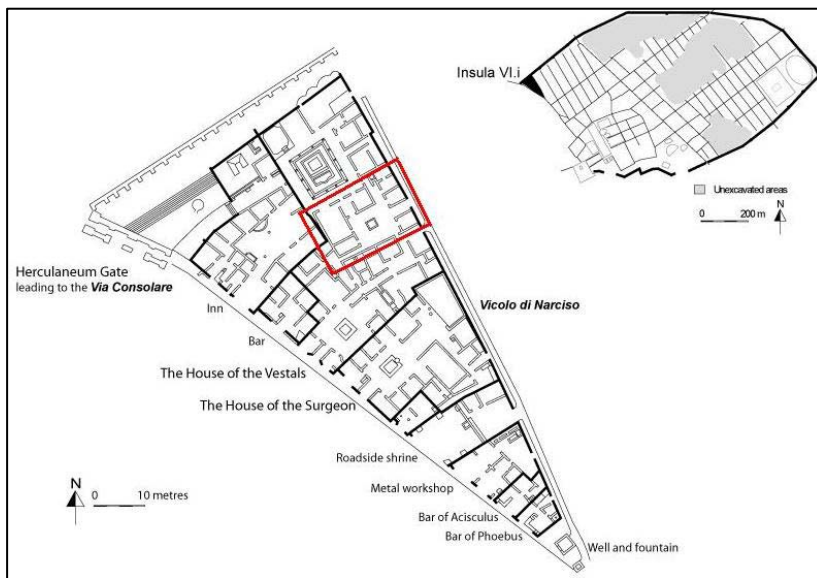 Insula VI.i
Unexcavated areas
0 200 m
N
Herculaneum Gate
leading to the Via Consolare
Vicolo di Narciso
Inn
Bar
The House of the Vestals
The House of the Surgeon
Roadside shrine
Metal workshop
Bar of Acisculus
Bar of Phoebus
Well and fountain
N
0 10 metres